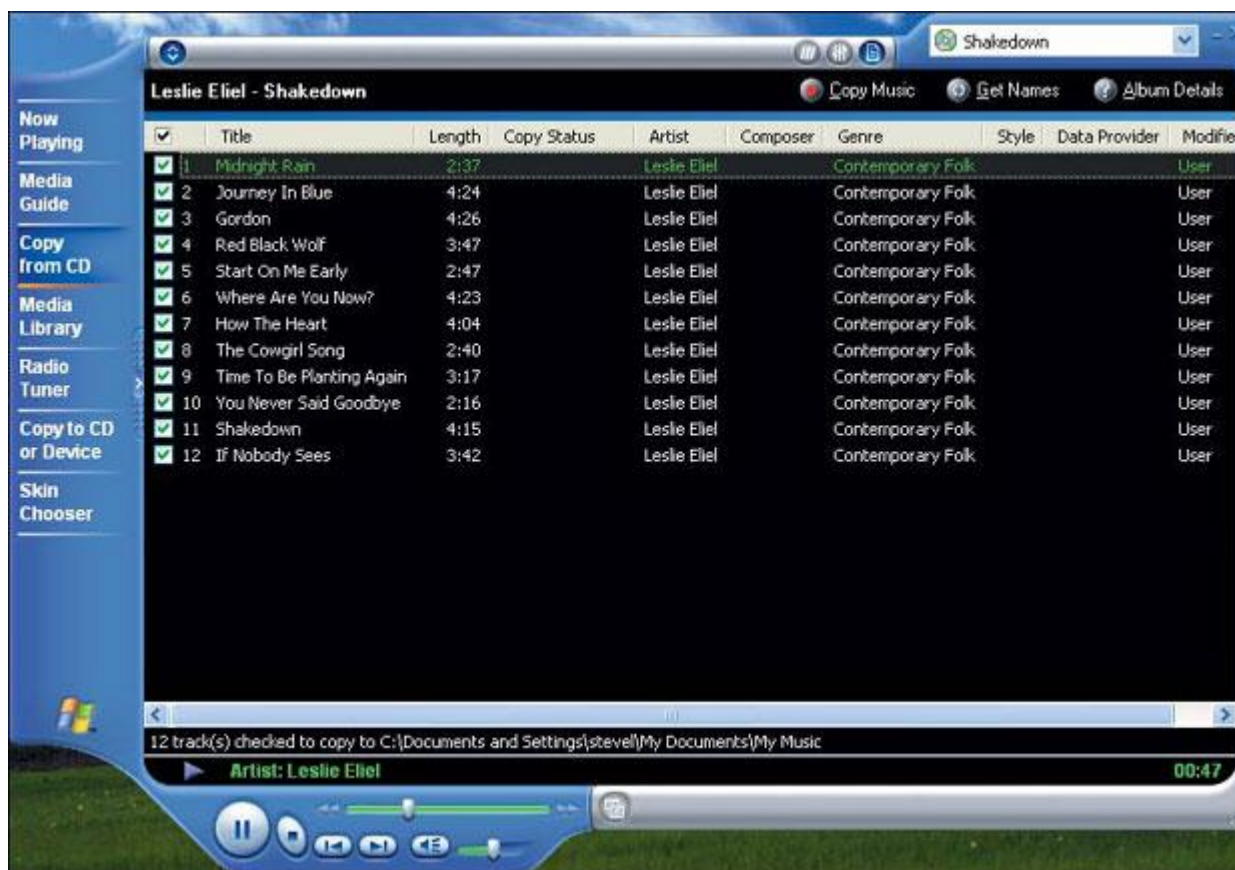 Shakedown
Leslie Eliel - Shakedown Copy Music Get Names Album Details
Now
Playing
Media
Guide
Copy
from CD
Media
Library
Radio
Tuner
Copy to CD
or Device
Skin
Chooser
Title Length Copy Status Artist Composer Genre Style Data Provider Modifie
1 Midnight Rain 2:37 Leslie Eliel Contemporary Folk User
2 Journey In Blue 4:24 Leslie Eliel Contemporary Folk User
3 Gordon 4:26 Leslie Eliel Contemporary Folk User
4 Red Black Wolf 3:47 Leslie Eliel Contemporary Folk User
5 Start On Me Early 2:47 Leslie Eliel Contemporary Folk User
6 Where Are You Now? 4:23 Leslie Eliel Contemporary Folk User
7 How The Heart 4:04 Leslie Eliel Contemporary Folk User
8 The Cowgirl Song 2:40 Leslie Eliel Contemporary Folk User
9 Time To Be Planting Again 3:17 Leslie Eliel Contemporary Folk User
10 You Never Said Goodbye 2:16 Leslie Eliel Contemporary Folk User
11 Shakedown 4:15 Leslie Eliel Contemporary Folk User
12 If Nobody Sees 3:42 Leslie Eliel Contemporary Folk User
12 track(s) checked to copy to C:\Documents and Settings\stevel\My Documents\My Music
Artist: Leslie Eliel 00:47